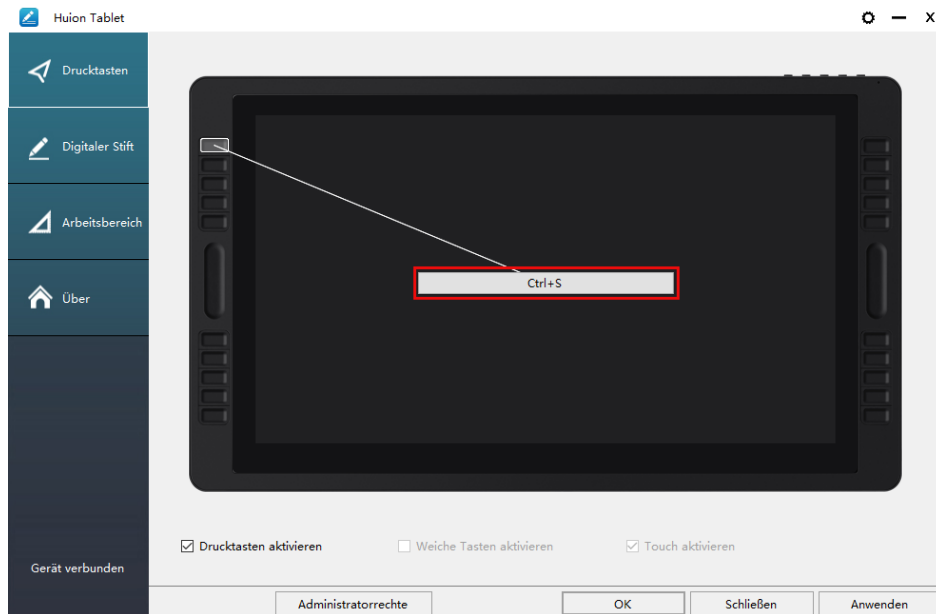 Huion Tablet
Drucktasten
Digitaler Stift
Arbeitsbereich
Über
Ctrl+S
Drucktasten aktivieren
Weiche Tasten aktivieren
Touch aktivieren
Gerät verbunden
Administratorrechte
OK
Schließen
Anwenden